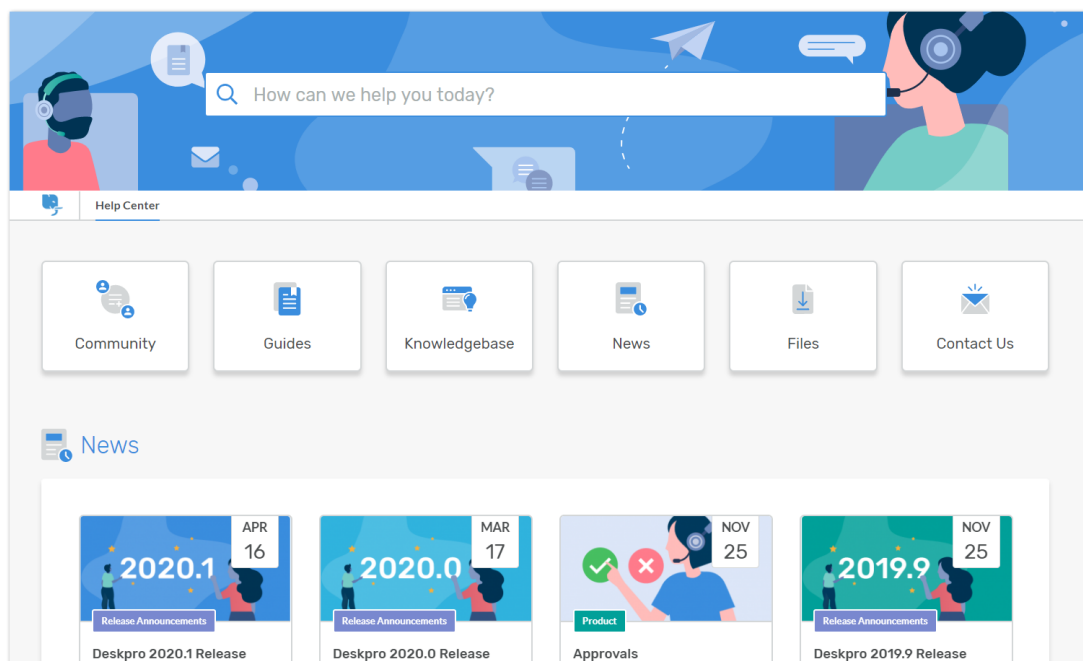 How can we help you today?
Help Center
Community
Guides
Knowledgebase
News
Files
Contact Us
News
APR
16
2020.1
Release Announcements
Deskpro 2020.1 Release
MAR
17
2020.0
Release Announcements
Deskpro 2020.0 Release
NOV
25
Product
Approvals
NOV
25
2019.9
Release Announcements
Deskpro 2019.9 Release